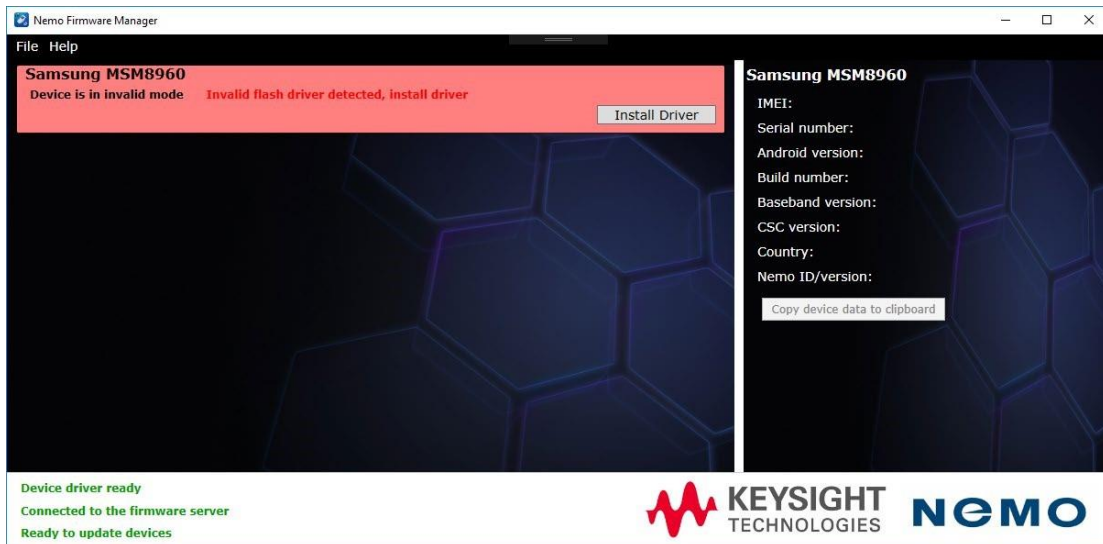 Nemo Firmware Manager
File Help
Samsung MSM8960
Device is in invalid mode Invalid flash driver detected, install driver
Install Driver
Samsung MSM8960
IMEI:
Serial number:
Android version:
Build number:
Baseband version:
CSC version:
Country:
Nemo ID/version:
Copy device data to clipboard
Device driver ready
Connected to the firmware server
Ready to update devices
KEYSIGHT
TECHNOLOGIES
NEMO